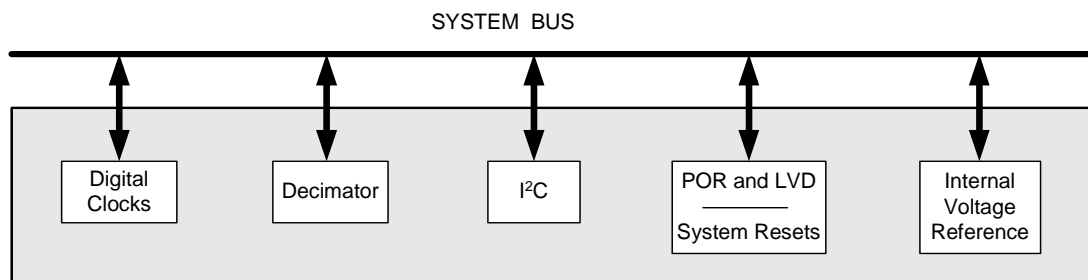 SYSTEM BUS
Digital
Clocks
Decimator
I²C
POR and LVD
System Resets
Internal
Voltage
Reference